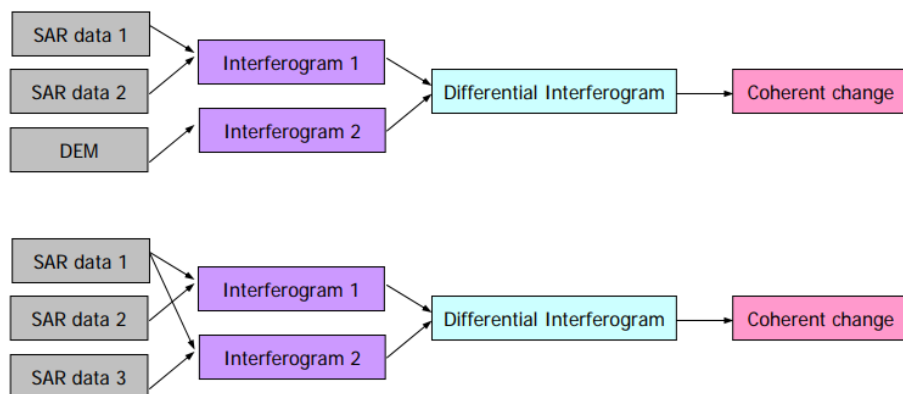 SAR data 1
SAR data 2
DEM
Interferogram 1
Interferogram 2
Differential Interferogram
Coherent change
SAR data 1
SAR data 2
SAR data 3
Interferogram 1
Interferogram 2
Differential Interferogram
Coherent change